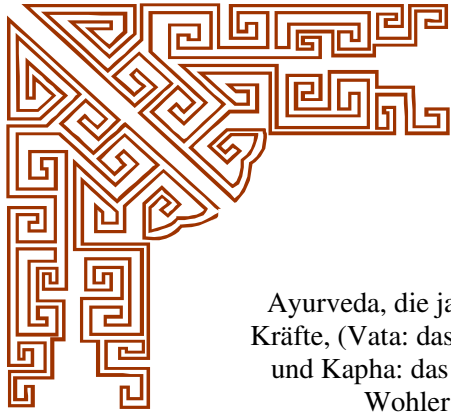 Ayurveda, die ja
Kräfte, (Vata: das
und Kapha: das
Wohler